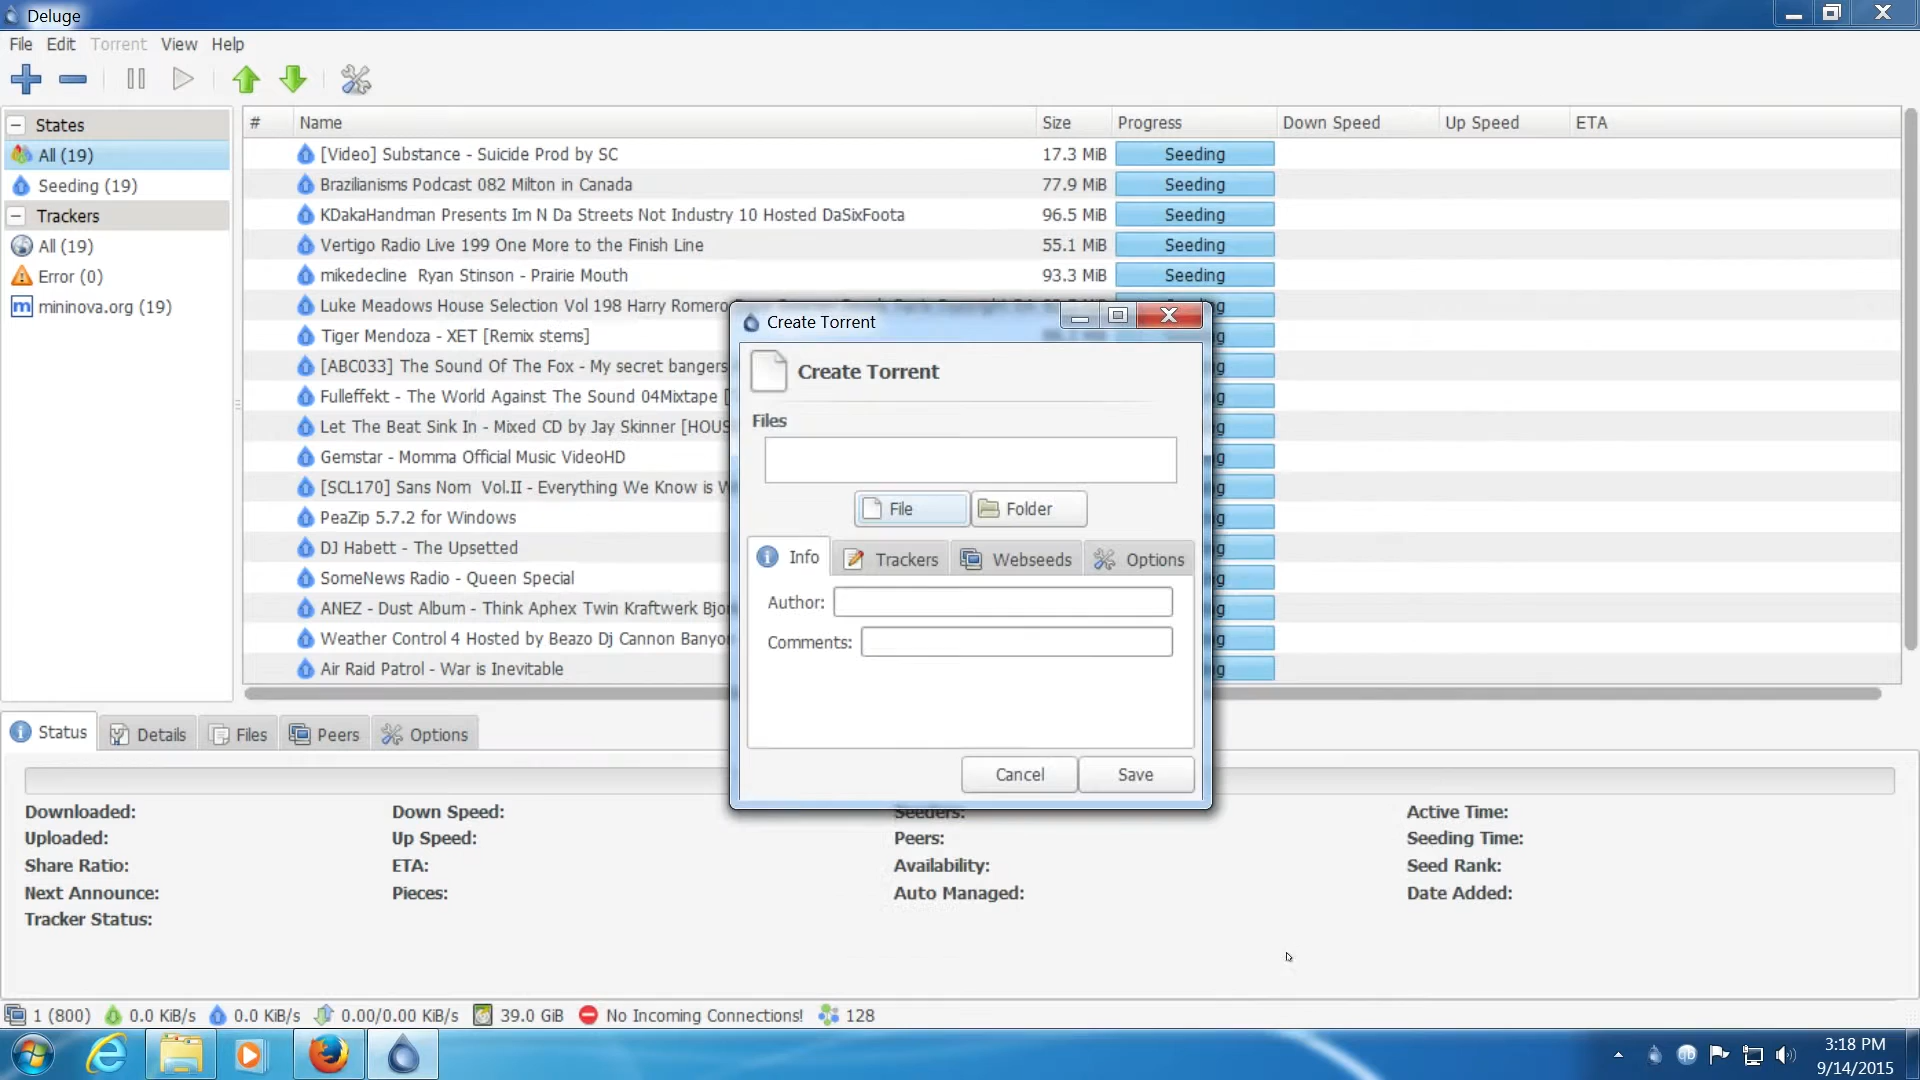 Deluge
File Edit Torrent View Help
States
All (19)
Seeding (19)
Trackers
All (19)
Error (0)
m mininova.org (19)
# Name Size Progress Down Speed Up Speed ETA
[Video] Substance - Suicide Prod by SC 17.3 MiB Seeding
Brazilianisms Podcast 082 Milton in Canada 77.9 MiB Seeding
KDakaHandman Presents Im N Da Streets Not Industry 10 Hosted DaSixFoota 96.5 MiB Seeding
Vertigo Radio Live 199 One More to the Finish Line 55.1 MiB Seeding
mikedecline Ryan Stinson - Prairie Mouth 93.3 MiB Seeding
Luke Meadows House Selection Vol 198 Harry Romero
Tiger Mendoza - XET [Remix stems]
[ABC033] The Sound Of The Fox - My secret bangers
Fulleffekt - The World Against The Sound 04Mixtape [
Let The Beat Sink In - Mixed CD by Jay Skinner [HOUS
Gemstar - Momma Official Music VideoHD
[SCL170] Sans Nom Vol.II - Everything We Know is W
PeaZip 5.7.2 for Windows
DJ Habett - The Upsetted
SomeNews Radio - Queen Special
ANEZ - Dust Album - Think Aphex Twin Kraftwerk Bjor
Weather Control 4 Hosted by Beazo Dj Cannon Banyo
Air Raid Patrol - War is Inevitable
Create Torrent
Create Torrent
Files
File Folder
Info Trackers Webseeds Options
Author:
Comments:
Cancel Save
Status Details Files Peers Options
Downloaded: Down Speed: Seeders: Active Time:
Uploaded: Up Speed: Peers: Seeding Time:
Share Ratio: ETA: Availability: Seed Rank:
Next Announce: Pieces: Auto Managed: Date Added:
Tracker Status:
1 (800) 0.0 KiB/s 0.0 KiB/s 0.00/0.00 KiB/s 39.0 GiB No Incoming Connections! 128
3:18 PM
9/14/2015